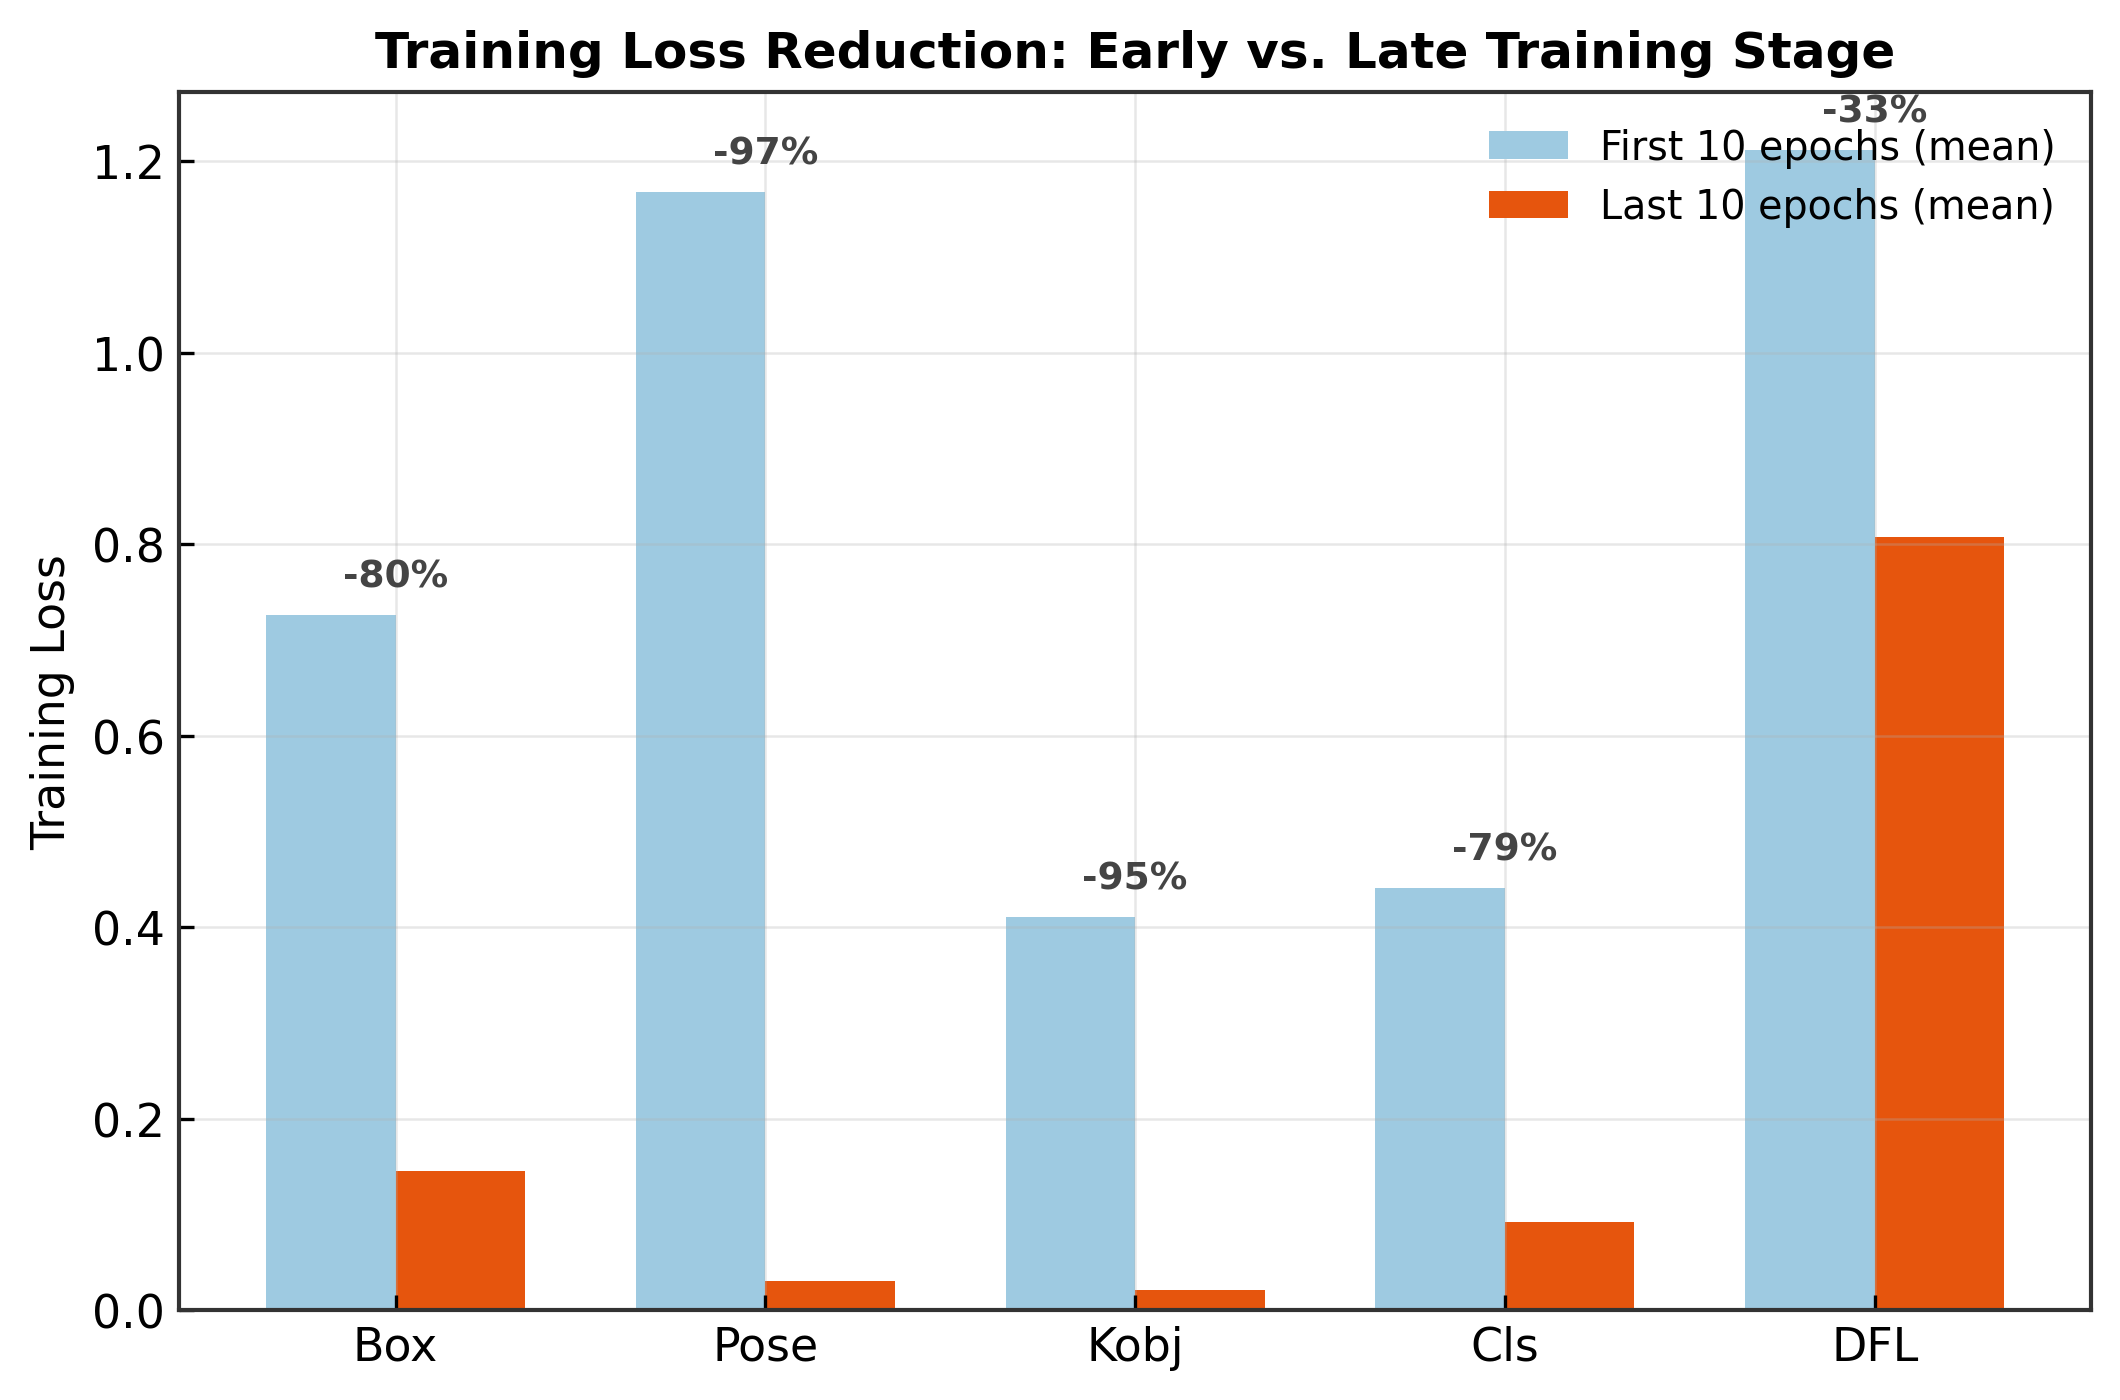 Training Loss Reduction: Early vs. Late Training Stage
-33%
First 10 epochs (mean)
Last 10 epochs (mean)
-97%
-80%
-95%
-79%
Training Loss
1.2
1.0
0.8
0.6
0.4
0.2
0.0
Box Pose Kobj Cls DFL